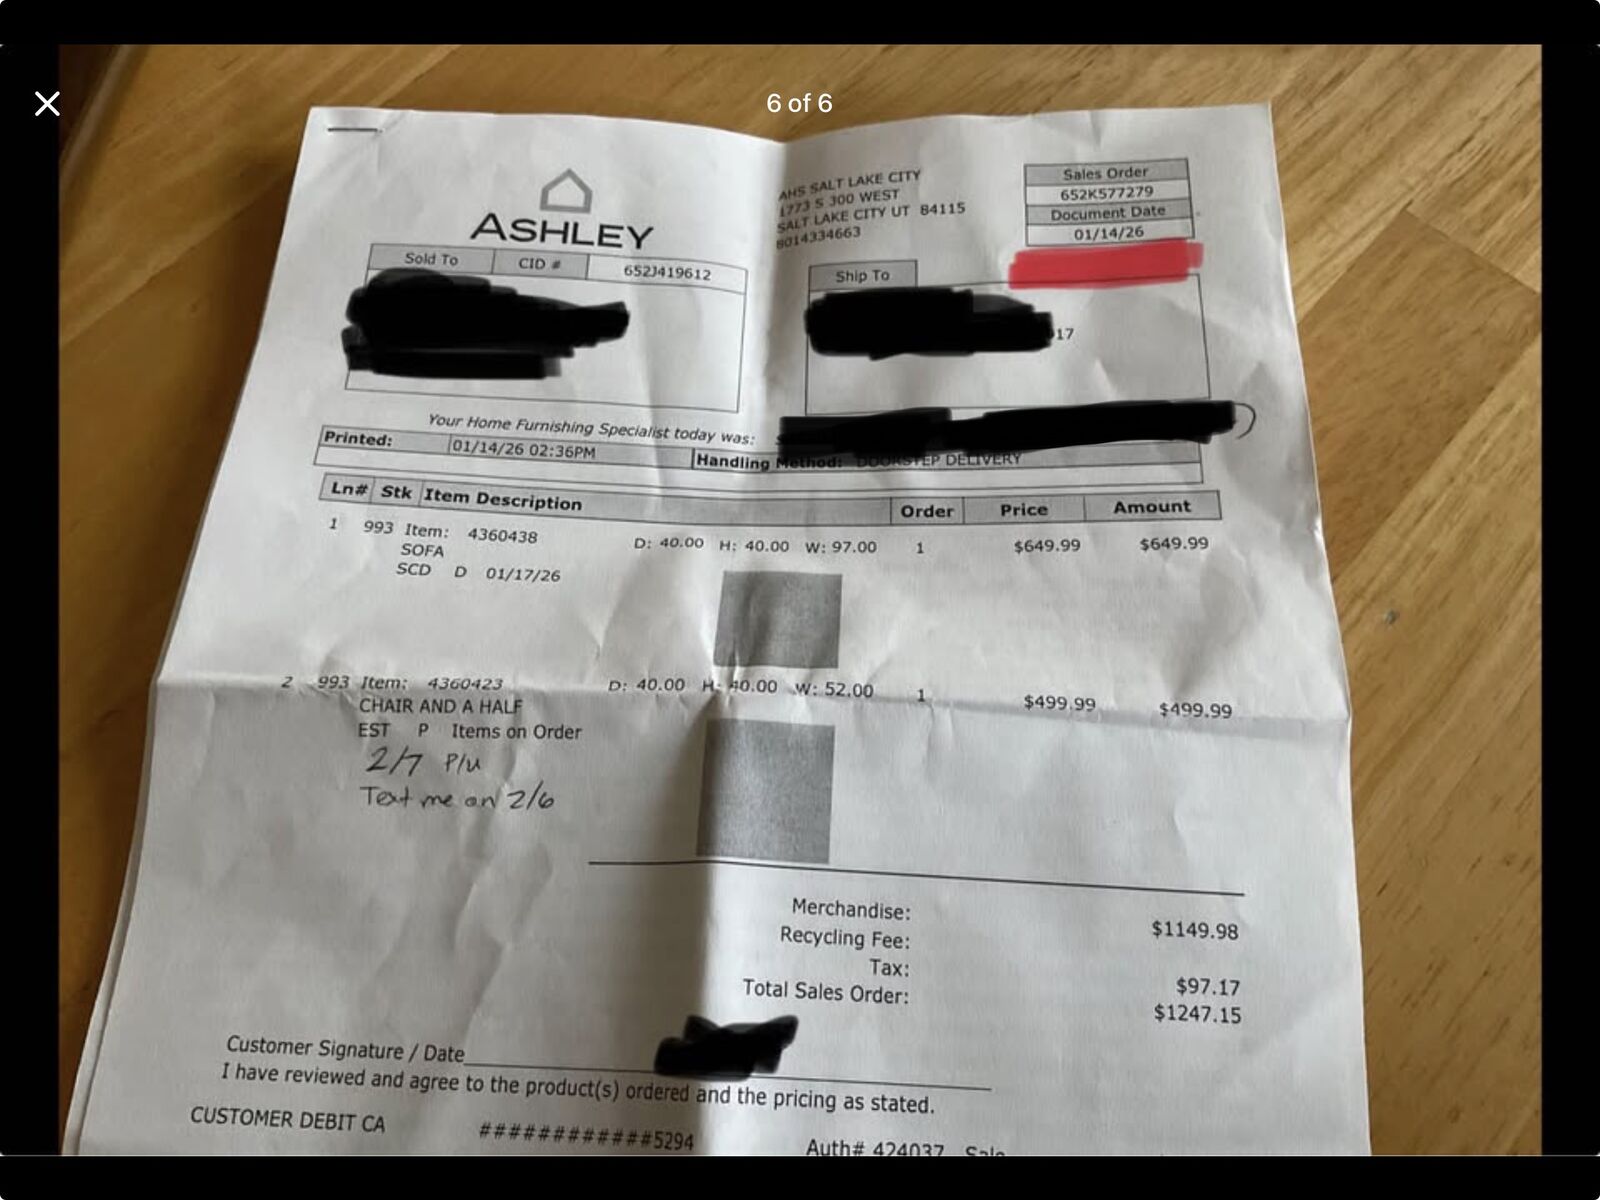 6 of 6
ASHLEY
AHS SALT LAKE CITY
1773 S 300 WEST
SALT LAKE CITY UT 84115
8014334663
Sales Order
652K577279
Document Date
01/14/26
Sold To CID # 652J419612
Ship To
17
Your Home Furnishing Specialist today was:
Printed: 01/14/26 02:36PM
Handling Method: DOORSTEP DELIVERY
Ln# Stk Item Description Order Price Amount
1 993 Item: 4360438 D: 40.00 H: 40.00 W: 97.00 1 $649.99 $649.99
SOFA
SCD D 01/17/26
2 993 Item: 4360423 D: 40.00 H: 40.00 W: 52.00 1 $499.99 $499.99
CHAIR AND A HALF
EST P Items on Order
2/7 P/u
Text me on 2/6
Merchandise: $1149.98
Recycling Fee:
Tax: $97.17
Total Sales Order: $1247.15
Customer Signature / Date
I have reviewed and agree to the product(s) ordered and the pricing as stated.
CUSTOMER DEBIT CA ############5294 Auth# 424037 Sale